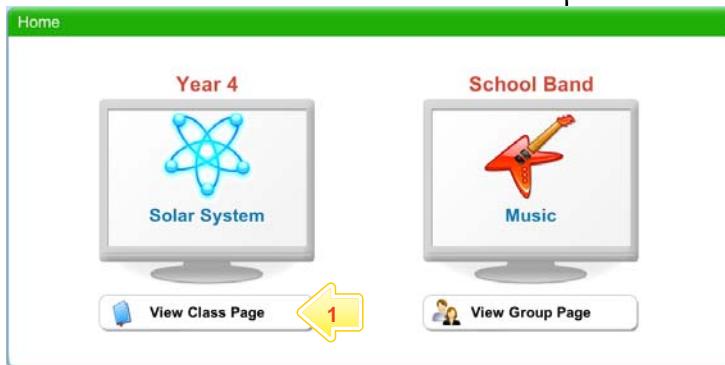 Home
Year 4
School Band
Solar System
Music
View Class Page
1
View Group Page